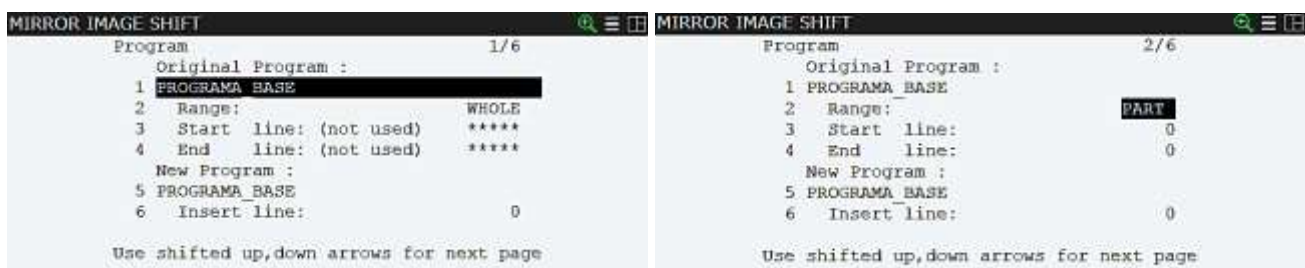 MIRROR IMAGE SHIFT
Program 1/6
Original Program :
1 PROGRAMA_BASE
2 Range: WHOLE
3 Start line: (not used) *****
4 End line: (not used) *****
New Program :
5 PROGRAMA_BASE
6 Insert line: 0
Use shifted up,down arrows for next page
MIRROR IMAGE SHIFT
Program 2/6
Original Program :
1 PROGRAMA_BASE
2 Range: PART
3 Start line: 0
4 End line: 0
New Program :
5 PROGRAMA_BASE
6 Insert line: 0
Use shifted up,down arrows for next page